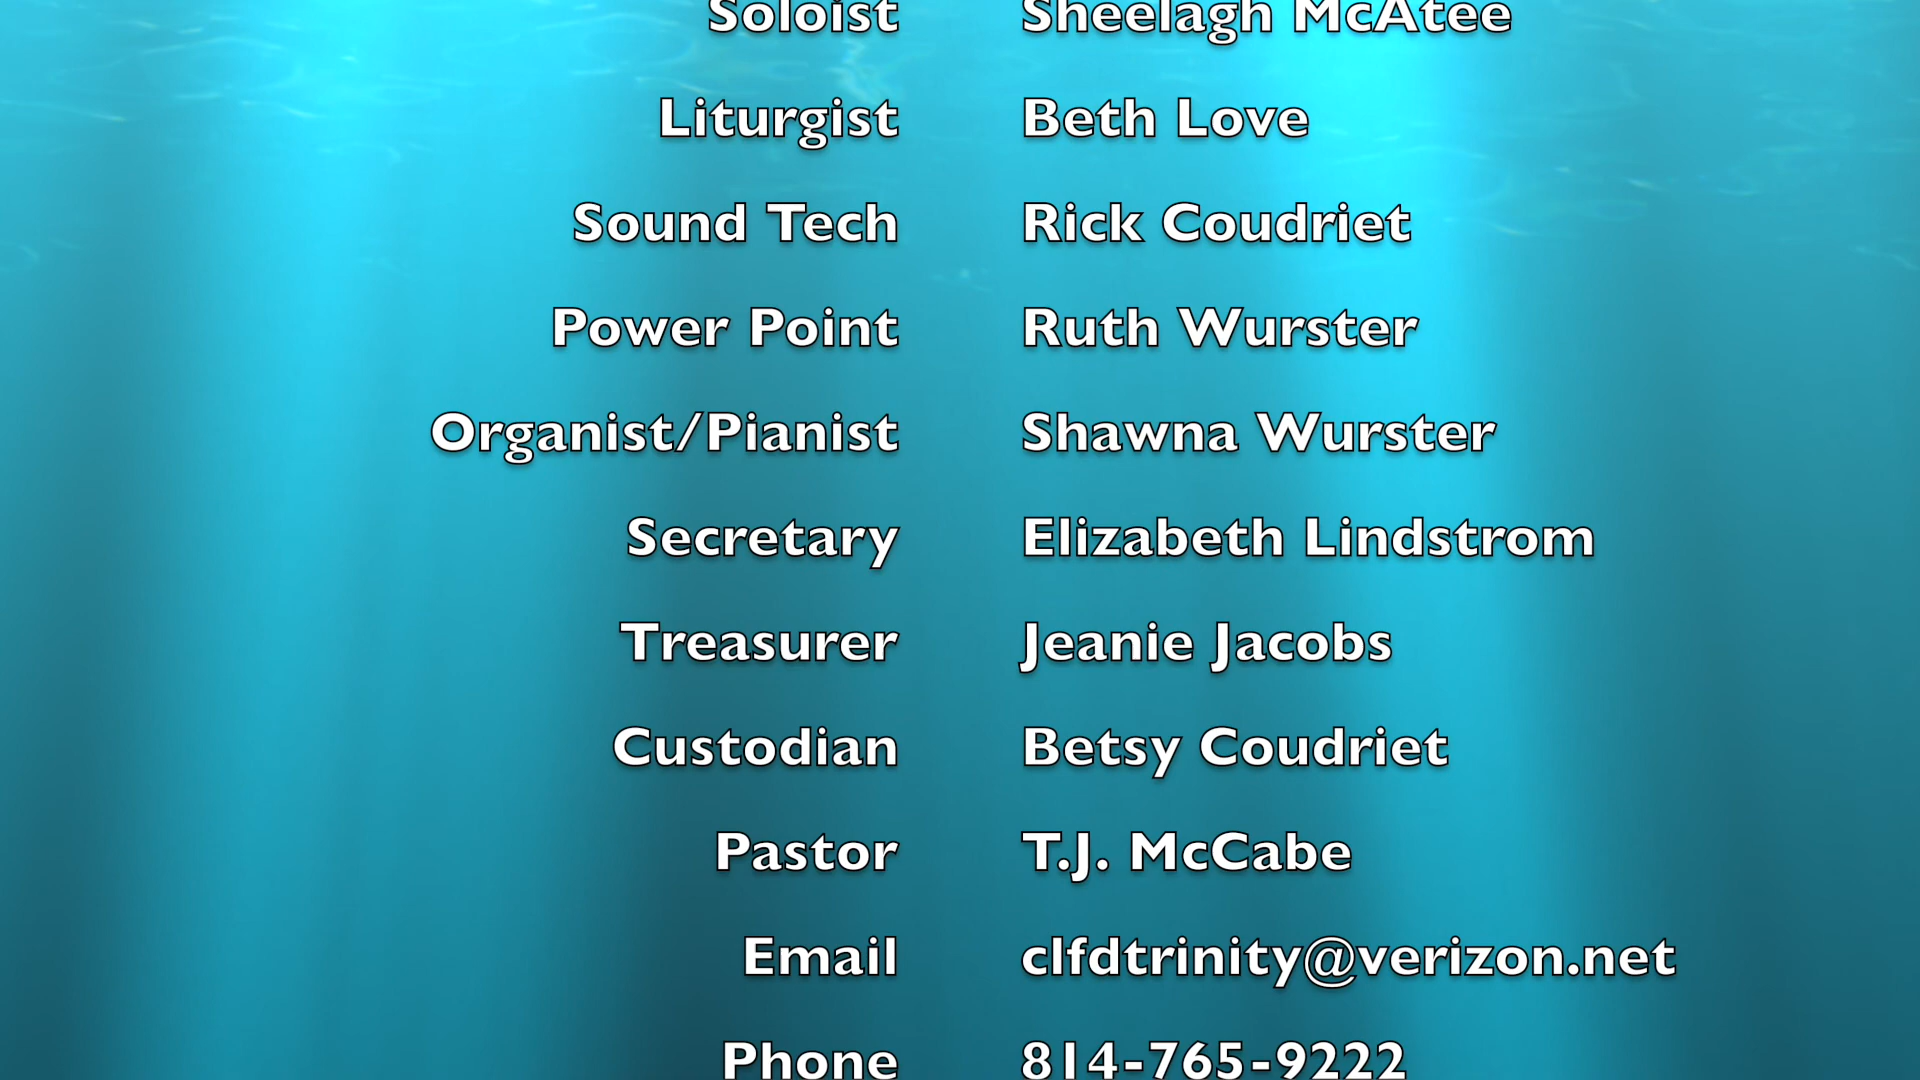 Soloist Sheelagh McAtee
Liturgist Beth Love
Sound Tech Rick Coudriet
Power Point Ruth Wurster
Organist/Pianist Shawna Wurster
Secretary Elizabeth Lindstrom
Treasurer Jeanie Jacobs
Custodian Betsy Coudriet
Pastor T.J. McCabe
Email clfdtrinity@verizon.net
Phone 814-765-9222